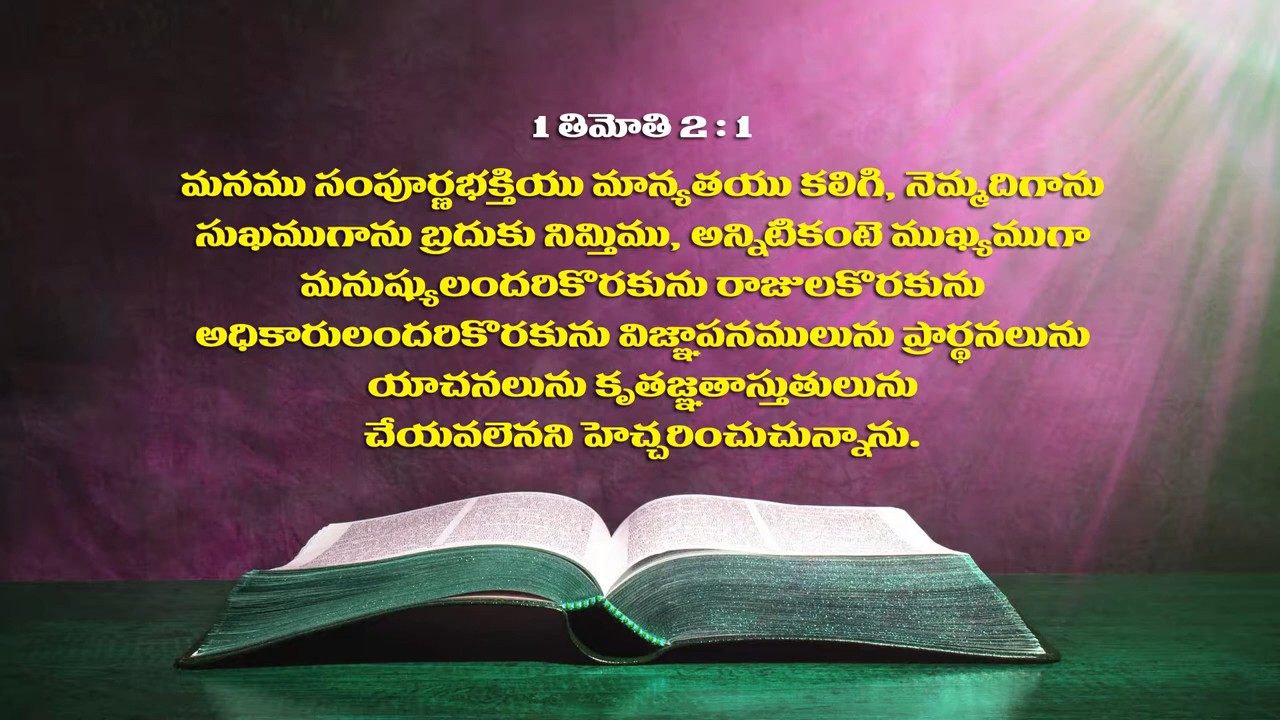 1 తిమోతి 2 : 1
మనము సంపూర్ణభక్తియు మాన్యతయు కలిగి, నెమ్మదిగాను
సుఖముగాను బ్రదుకు నిమ్తిము, అన్నిటికంటె ముఖ్యముగా
మనుష్యులందరికొరకును రాజులకొరకును
అధికారులందరికొరకును విజ్ఞాపనములును ప్రార్థనలును
యాచనలును కృతజ్ఞతాస్తుతులును
చేయవలెనని హెచ్చరించుచున్నాను.